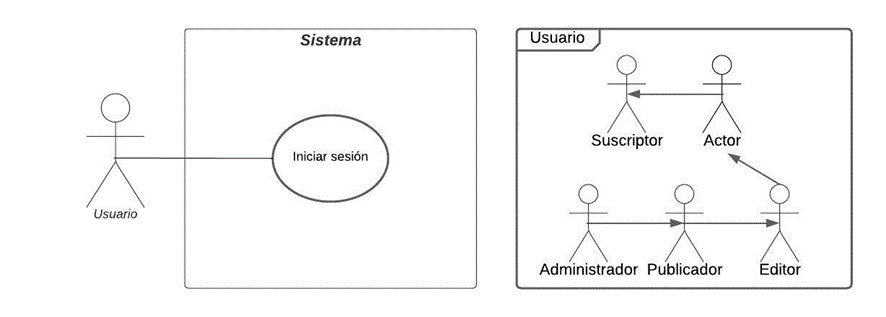 Sistema
Iniciar sesión
Usuario
Usuario
Suscriptor
Actor
Administrador
Publicador
Editor